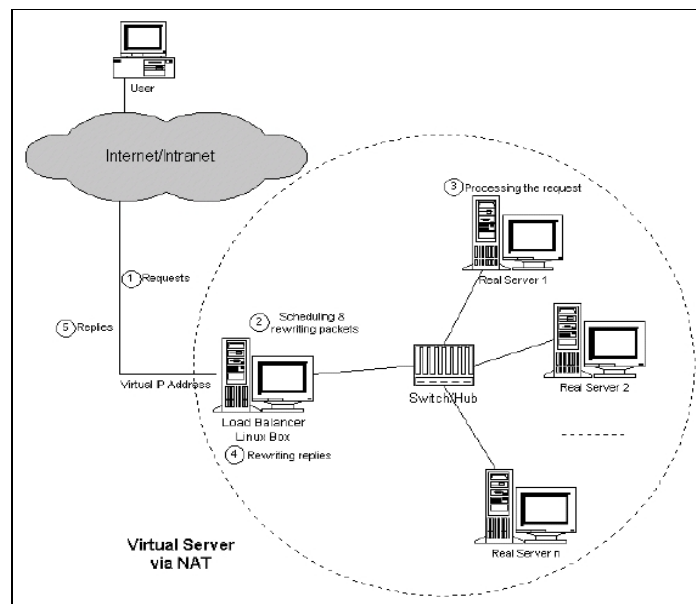 User
Internet/Intranet
③ Processing the request
① Requests
Real Server 1
② Scheduling &
rewriting packets
⑤ Replies
Virtual IP Address
Switch/Hub
Real Server 2
Load Balancer
Linux Box
④ Rewriting replies
Real Server n
Virtual Server
via NAT